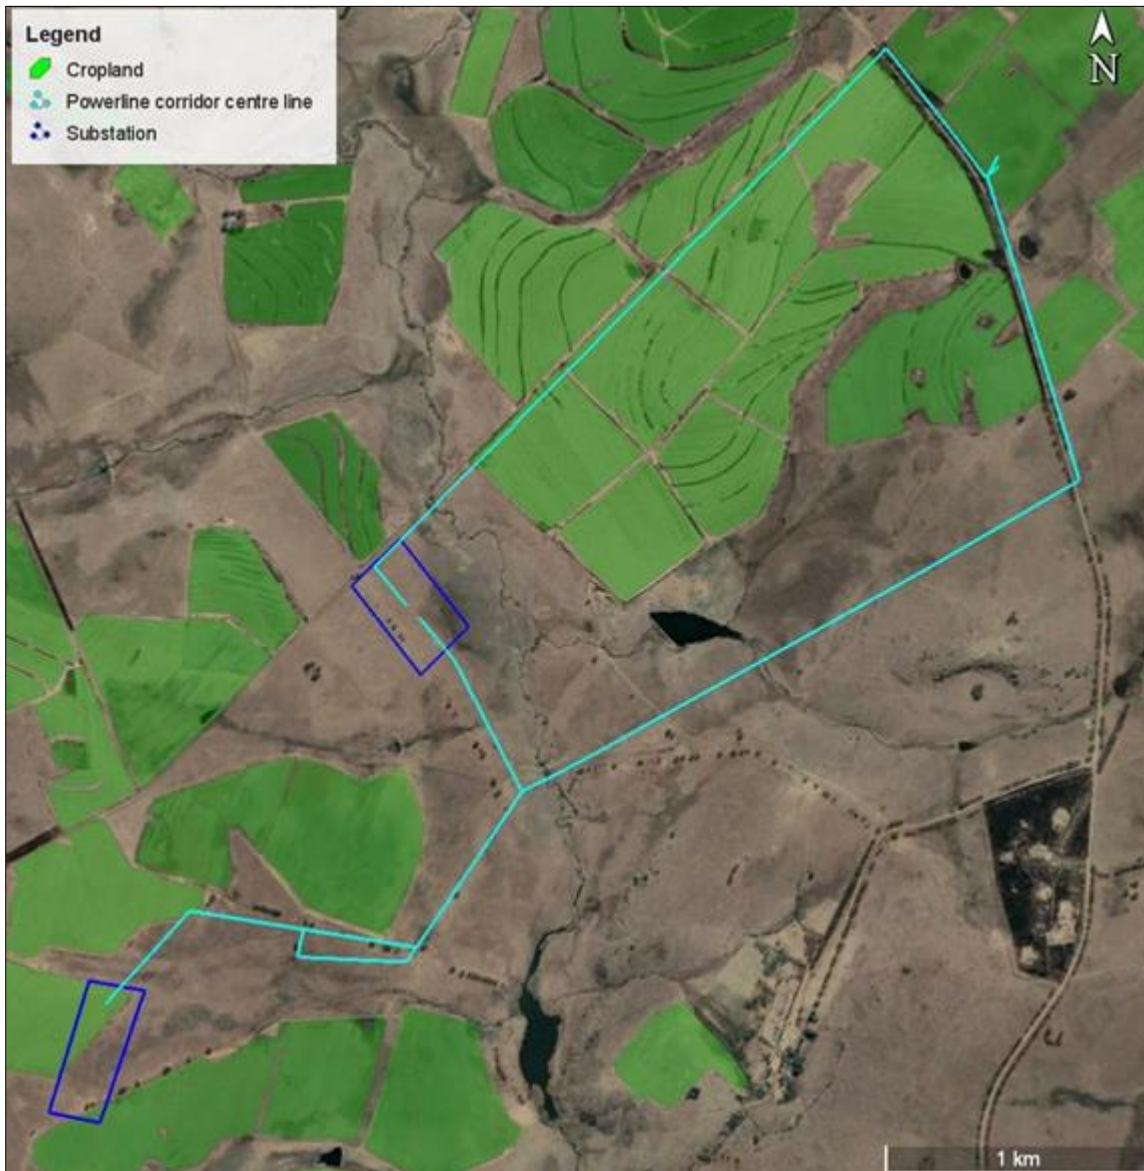 Legend
Cropland
Powerline corridor centre line
Substation
N
1 km